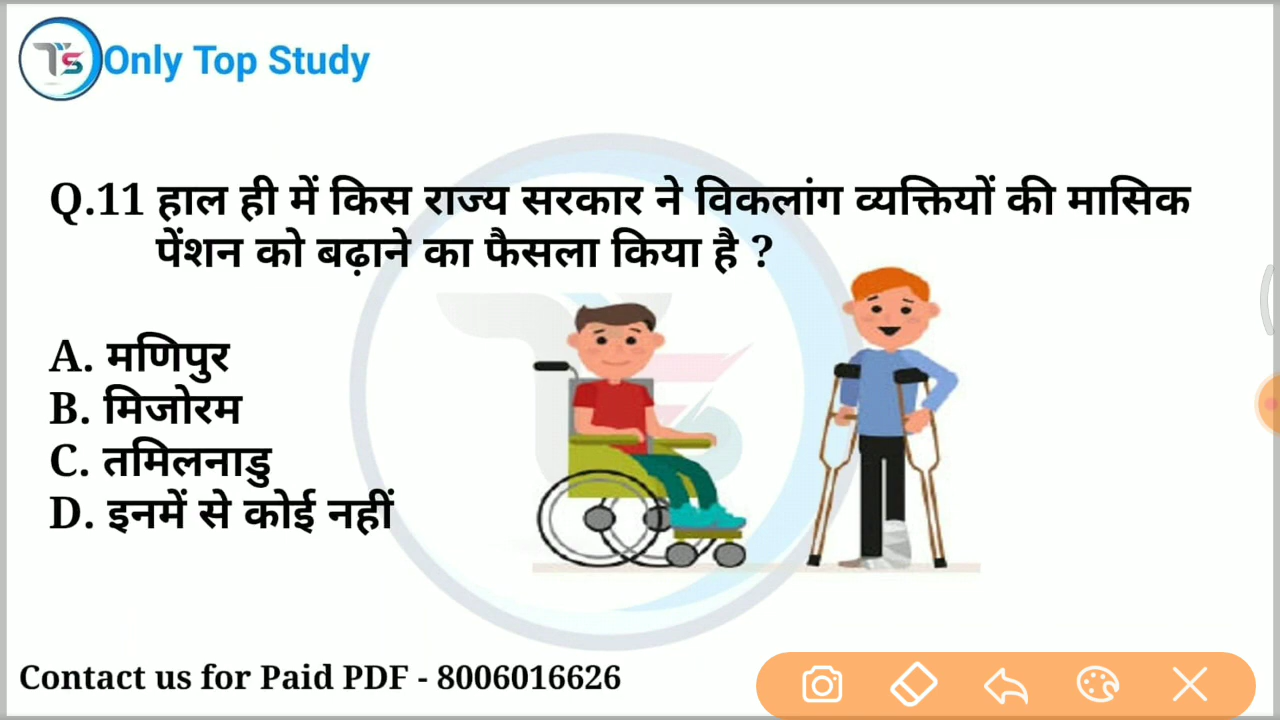 TS Only Top Study
Q.11 हाल ही में किस राज्य सरकार ने विकलांग व्यक्तियों की मासिक
पेंशन को बढ़ाने का फैसला किया है ?
A. मणिपुर
B. मिजोरम
C. तमिलनाडु
D. इनमें से कोई नहीं
Contact us for Paid PDF - 8006016626